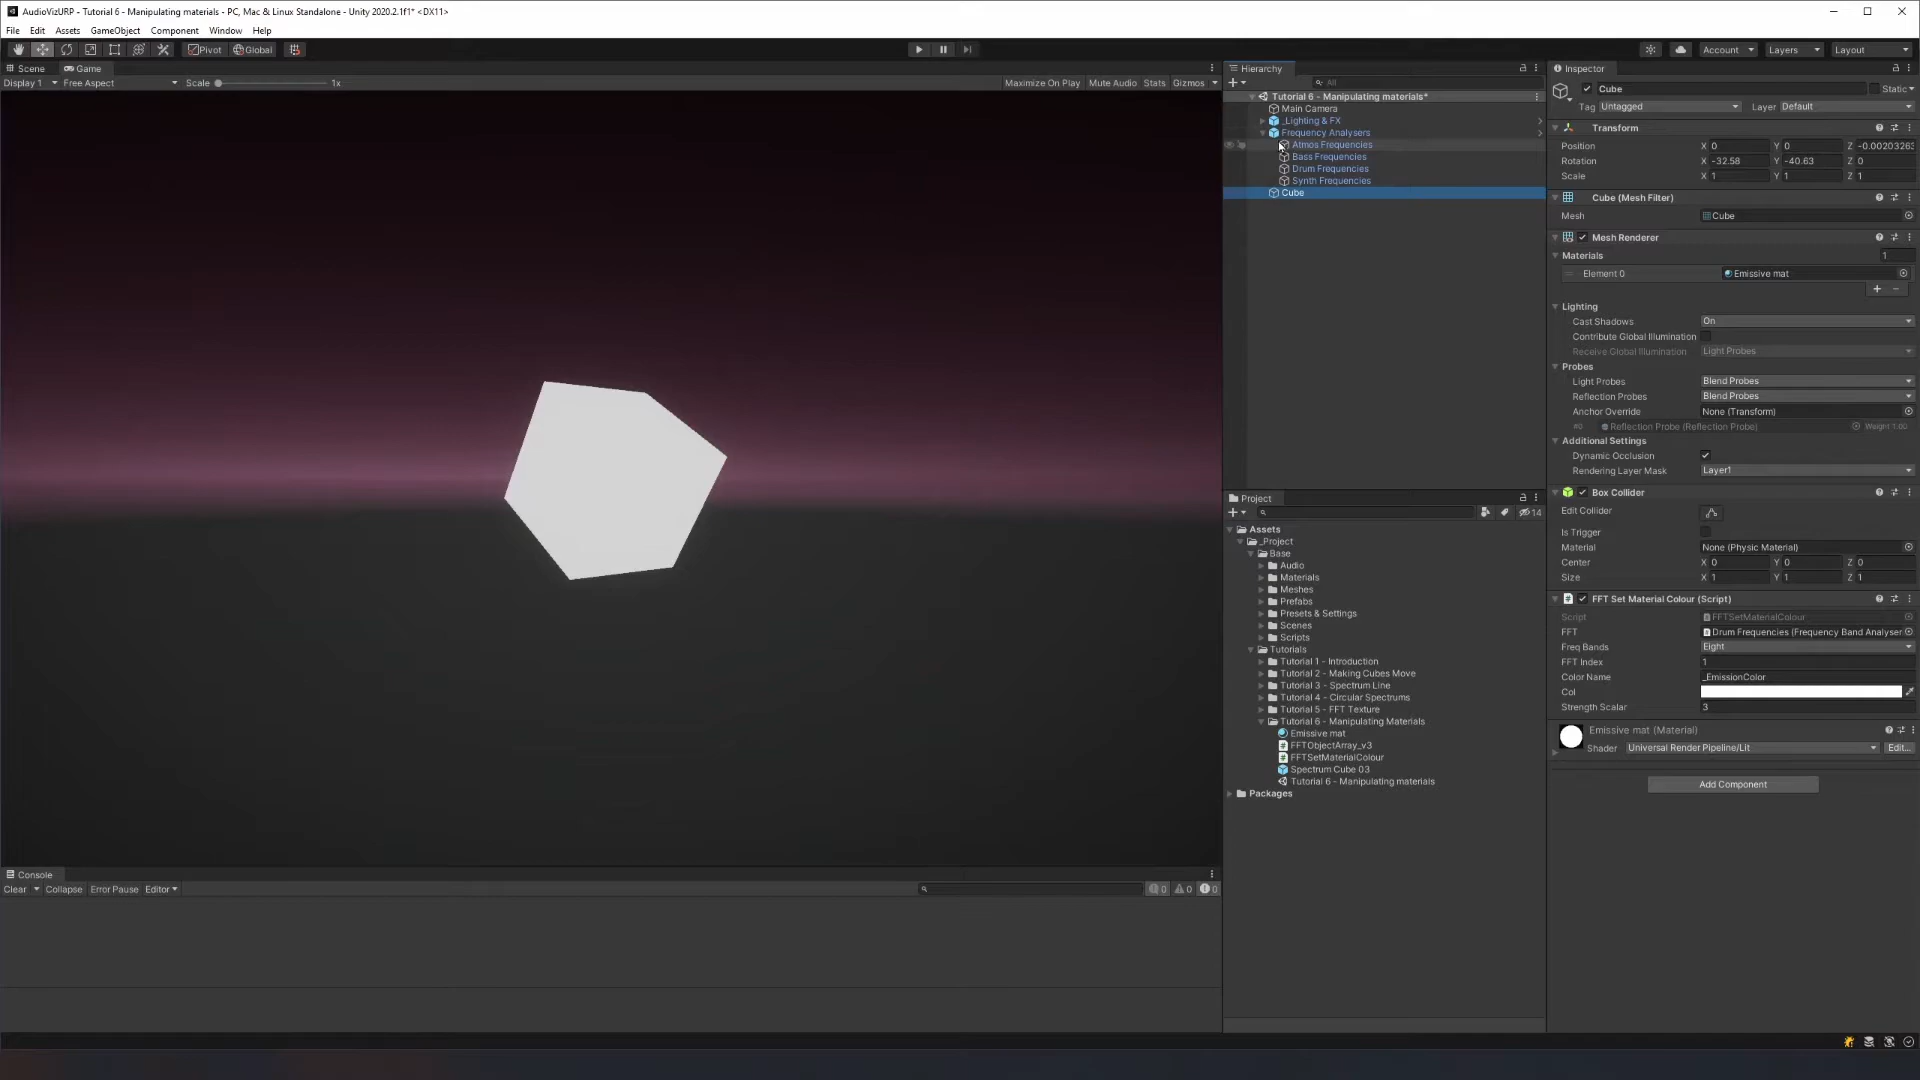 AudioVizURP - Tutorial 6 - Manipulating materials - PC, Mac & Linux Standalone - Unity 2020.2.1f1* <DX11>
File Edit Assets GameObject Component Window Help
Pivot Global Account Layers Layout
Scene Game
Display 1 Free Aspect Scale 1x Maximize On Play Mute Audio Stats Gizmos
Hierarchy
All
Tutorial 6 - Manipulating materials*
Main Camera
_Lighting & FX
Frequency Analysers
Atmos Frequencies
Bass Frequencies
Drum Frequencies
Synth Frequencies
Cube
Project
14
Assets
_Project
Base
Audio
Materials
Meshes
Prefabs
Presets & Settings
Scenes
Scripts
Tutorials
Tutorial 1 - Introduction
Tutorial 2 - Making Cubes Move
Tutorial 3 - Spectrum Line
Tutorial 4 - Circular Spectrums
Tutorial 5 - FFT Texture
Tutorial 6 - Manipulating Materials
Emissive mat
FFTObjectArray_v3
FFTSetMaterialColour
Spectrum Cube 03
Tutorial 6 - Manipulating materials
Packages
Inspector
Cube Static
Tag Untagged Layer Default
Transform
Position X 0 Y 0 Z -0.00203263
Rotation X -32.58 Y -40.63 Z 0
Scale X 1 Y 1 Z 1
Cube (Mesh Filter)
Mesh Cube
Mesh Renderer
Materials 1
Element 0 Emissive mat
+ -
Lighting
Cast Shadows On
Contribute Global Illumination
Receive Global Illumination Light Probes
Probes
Light Probes Blend Probes
Reflection Probes Blend Probes
Anchor Override None (Transform)
#0 Reflection Probe (Reflection Probe) Weight 1.00
Additional Settings
Dynamic Occlusion
Rendering Layer Mask Layer1
Box Collider
Edit Collider
Is Trigger
Material None (Physic Material)
Center X 0 Y 0 Z 0
Size X 1 Y 1 Z 1
FFT Set Material Colour (Script)
Script FFTSetMaterialColour
FFT Drum Frequencies (Frequency Band Analyser
Freq Bands Eight
FFT Index 1
Color Name _EmissionColor
Col
Strength Scalar 3
Emissive mat (Material)
Shader Universal Render Pipeline/Lit Edit...
Add Component
Console
Clear Collapse Error Pause Editor 0 0 0